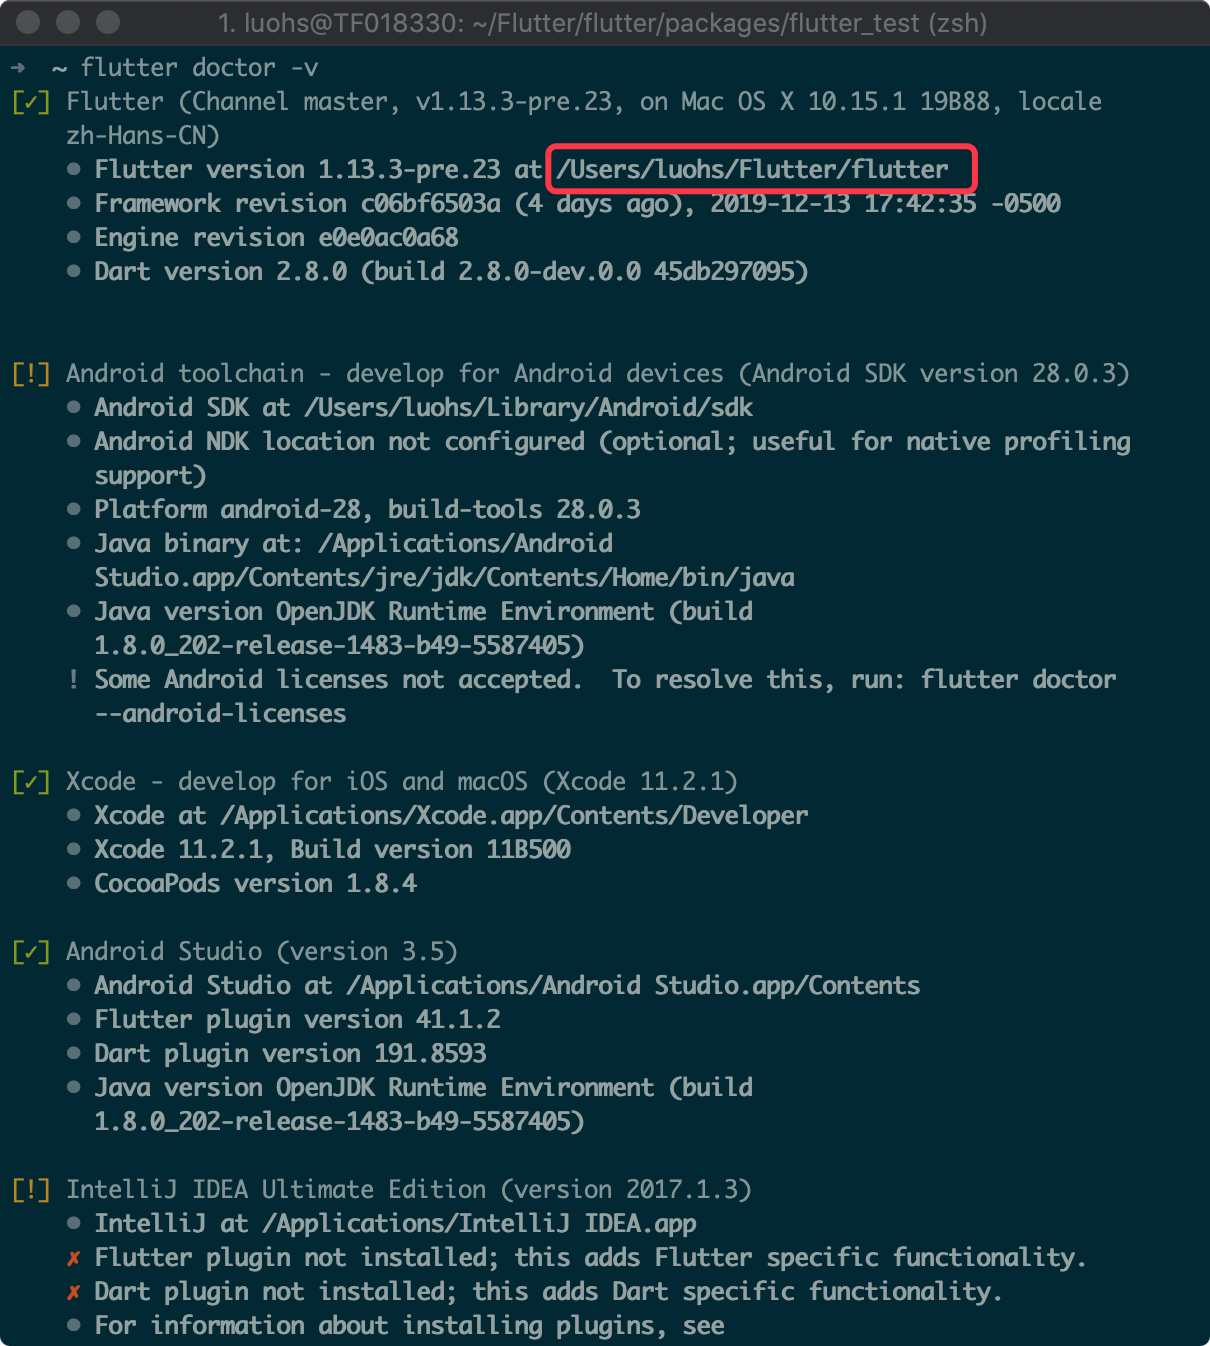 1. luohs@TF018330: ~/Flutter/flutter/packages/flutter_test (zsh)
➜  ~ flutter doctor -v
[✓] Flutter (Channel master, v1.13.3-pre.23, on Mac OS X 10.15.1 19B88, locale
zh-Hans-CN)
• Flutter version 1.13.3-pre.23 at /Users/luohs/Flutter/flutter
• Framework revision c06bf6503a (4 days ago), 2019-12-13 17:42:35 -0500
• Engine revision e0e0ac0a68
• Dart version 2.8.0 (build 2.8.0-dev.0.0 45db297095)
[!] Android toolchain - develop for Android devices (Android SDK version 28.0.3)
• Android SDK at /Users/luohs/Library/Android/sdk
• Android NDK location not configured (optional; useful for native profiling
support)
• Platform android-28, build-tools 28.0.3
• Java binary at: /Applications/Android
Studio.app/Contents/jre/jdk/Contents/Home/bin/java
• Java version OpenJDK Runtime Environment (build
1.8.0_202-release-1483-b49-5587405)
! Some Android licenses not accepted.  To resolve this, run: flutter doctor
--android-licenses
[✓] Xcode - develop for iOS and macOS (Xcode 11.2.1)
• Xcode at /Applications/Xcode.app/Contents/Developer
• Xcode 11.2.1, Build version 11B500
• CocoaPods version 1.8.4
[✓] Android Studio (version 3.5)
• Android Studio at /Applications/Android Studio.app/Contents
• Flutter plugin version 41.1.2
• Dart plugin version 191.8593
• Java version OpenJDK Runtime Environment (build
1.8.0_202-release-1483-b49-5587405)
[!] IntelliJ IDEA Ultimate Edition (version 2017.1.3)
• IntelliJ at /Applications/IntelliJ IDEA.app
✗ Flutter plugin not installed; this adds Flutter specific functionality.
✗ Dart plugin not installed; this adds Dart specific functionality.
• For information about installing plugins, see